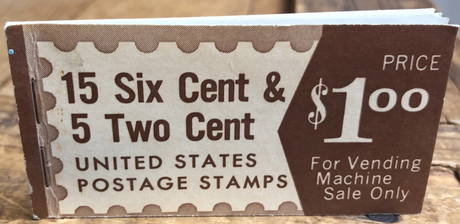 15 Six Cent &
5 Two Cent
UNITED STATES
POSTAGE STAMPS
PRICE
$1.00
For Vending
Machine
Sale Only